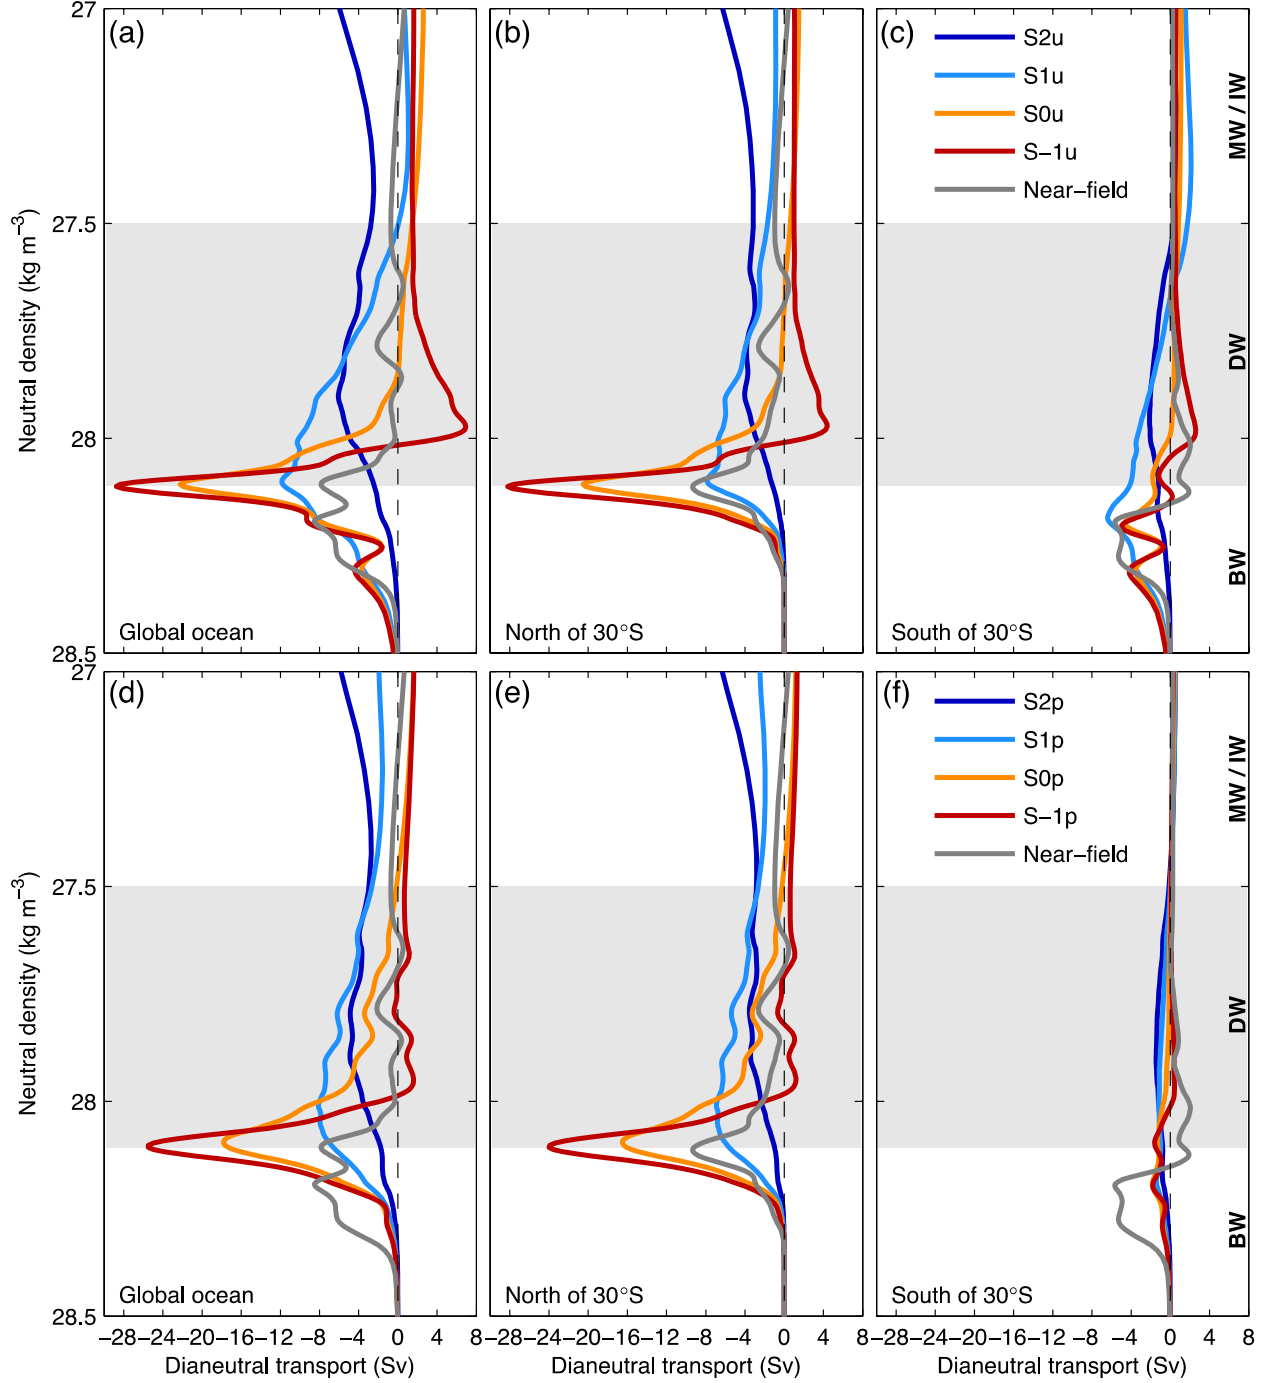 (a)
(b)
(c)
S2u
S1u
S0u
S−1u
Near−field
27
27.5
28
28.5
Neutral density (kg m−3)
MW / IW
DW
BW
Global ocean
North of 30°S
South of 30°S
(d)
(e)
(f)
S2p
S1p
S0p
S−1p
Near−field
27
27.5
28
28.5
Neutral density (kg m−3)
MW / IW
DW
BW
Global ocean
North of 30°S
South of 30°S
−28 −24 −20 −16 −12 −8 −4 0 4
−28 −24 −20 −16 −12 −8 −4 0 4
−28 −24 −20 −16 −12 −8 −4 0 4 8
Dianeutral transport (Sv)
Dianeutral transport (Sv)
Dianeutral transport (Sv)